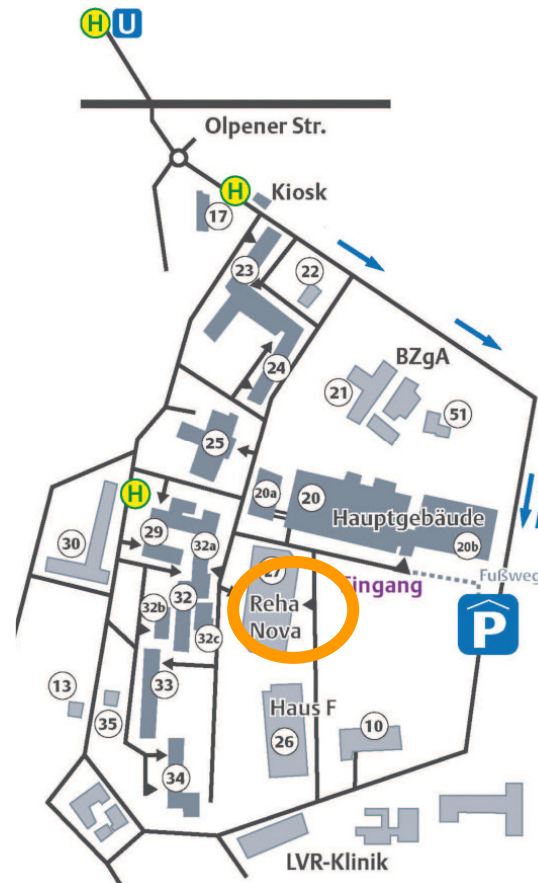 H U
Olpener Str.
H
Kiosk
17
23
22
24
BZgA
21
51
25
20a
20
Hauptgebäude
20b
H
29
30
32a
27
Eingang
Fußweg
Reha
Nova
P
32
32b
32c
33
13
35
Haus F
26
10
34
LVR-Klinik